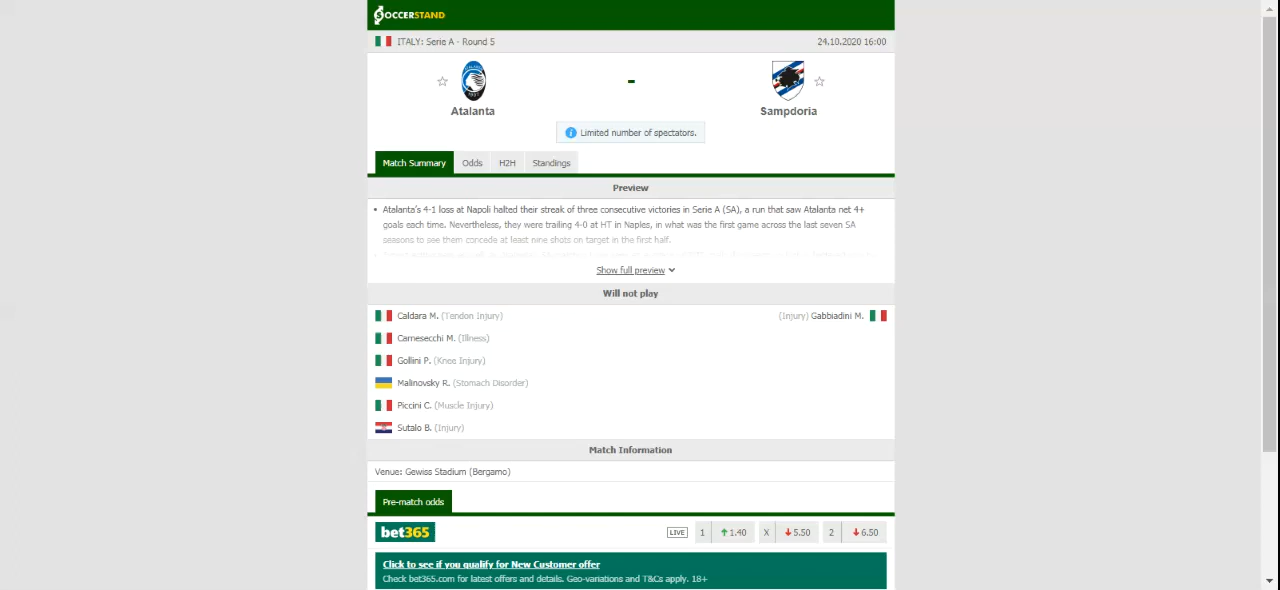 SOCCERSTAND
ITALY: Serie A - Round 5
24.10.2020 16:00
-
Atalanta
Sampdoria
Limited number of spectators.
Match Summary
Odds
H2H
Standings
Preview
• Atalanta's 4-1 loss at Napoli halted their streak of three consecutive victories in Serie A (SA), a run that saw Atalanta net 4+
goals each time. Nevertheless, they were trailing 4-0 at HT in Naples, in what was the first game across the last seven SA
seasons to see them concede at least nine shots on target in the first half.
Show full preview
Will not play
Caldara M. (Tendon Injury)
(Injury) Gabbiadini M.
Carnesecchi M. (Illness)
Gollini P. (Knee Injury)
Malinovsky R. (Stomach Disorder)
Piccini C. (Muscle Injury)
Sutalo B. (Injury)
Match Information
Venue: Gewiss Stadium (Bergamo)
Pre-match odds
bet365
LIVE
1
1.40
X
5.50
2
6.50
Click to see if you qualify for New Customer offer
Check bet365.com for latest offers and details. Geo-variations and T&Cs apply. 18+